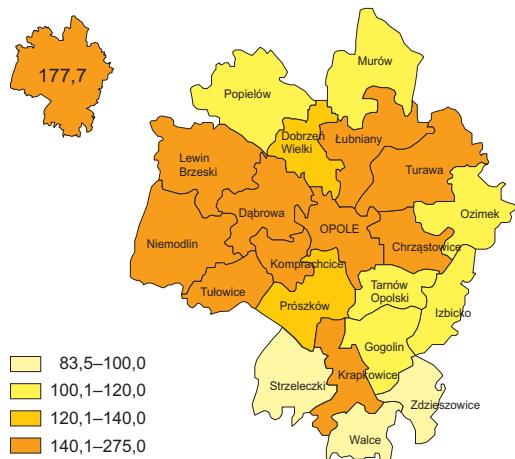 177,7
Murów
Popielów
Dobrzeń
Wielki
Łubniany
Lewin
Brzeski
Turawa
Dąbrowa
Ozimek
OPOLE
Niemodlin
Chrząstowice
Komprachcice
Tułowice
Tarnów
Opolski
Prószków
Izbicko
Gogolin
Strzeleczki
Krapkowice
Zdzieszowice
Walce
83,5–100,0
100,1–120,0
120,1–140,0
140,1–275,0